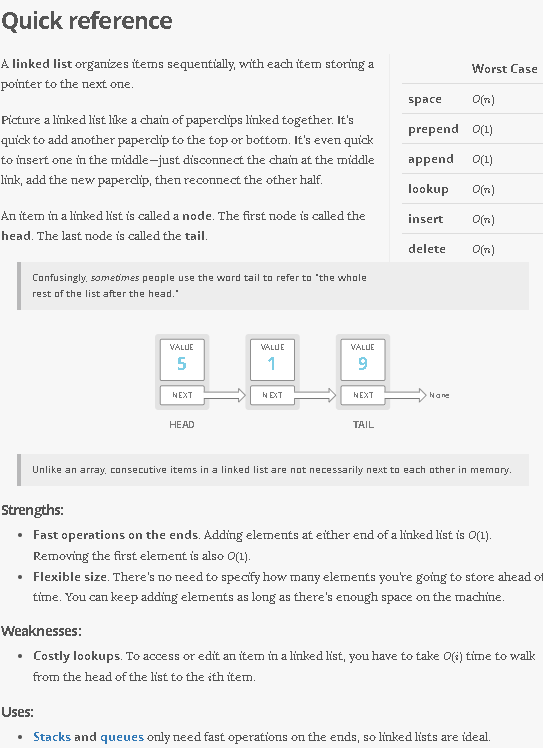 Quick reference
A linked list organizes items sequentially, with each item storing a
pointer to the next one.
Picture a linked list like a chain of paperclips linked together. It's
quick to add another paperclip to the top or bottom. It's even quick
to insert one in the middle—just disconnect the chain at the middle
link, add the new paperclip, then reconnect the other half.
An item in a linked list is called a node. The first node is called the
head. The last node is called the tail.
Worst Case
space O(n)
prepend O(1)
append O(1)
lookup O(n)
insert O(n)
delete O(n)
Confusingly, sometimes people use the word tail to refer to "the whole
rest of the list after the head."
VALUE VALUE VALUE
5 1 9
NEXT NEXT NEXT None
HEAD TAIL
Unlike an array, consecutive items in a linked list are not necessarily next to each other in memory.
Strengths:
• Fast operations on the ends. Adding elements at either end of a linked list is O(1).
Removing the first element is also O(1).
• Flexible size. There's no need to specify how many elements you're going to store ahead of
time. You can keep adding elements as long as there's enough space on the machine.
Weaknesses:
• Costly lookups. To access or edit an item in a linked list, you have to take O(i) time to walk
from the head of the list to the ith item.
Uses:
• Stacks and queues only need fast operations on the ends, so linked lists are ideal.